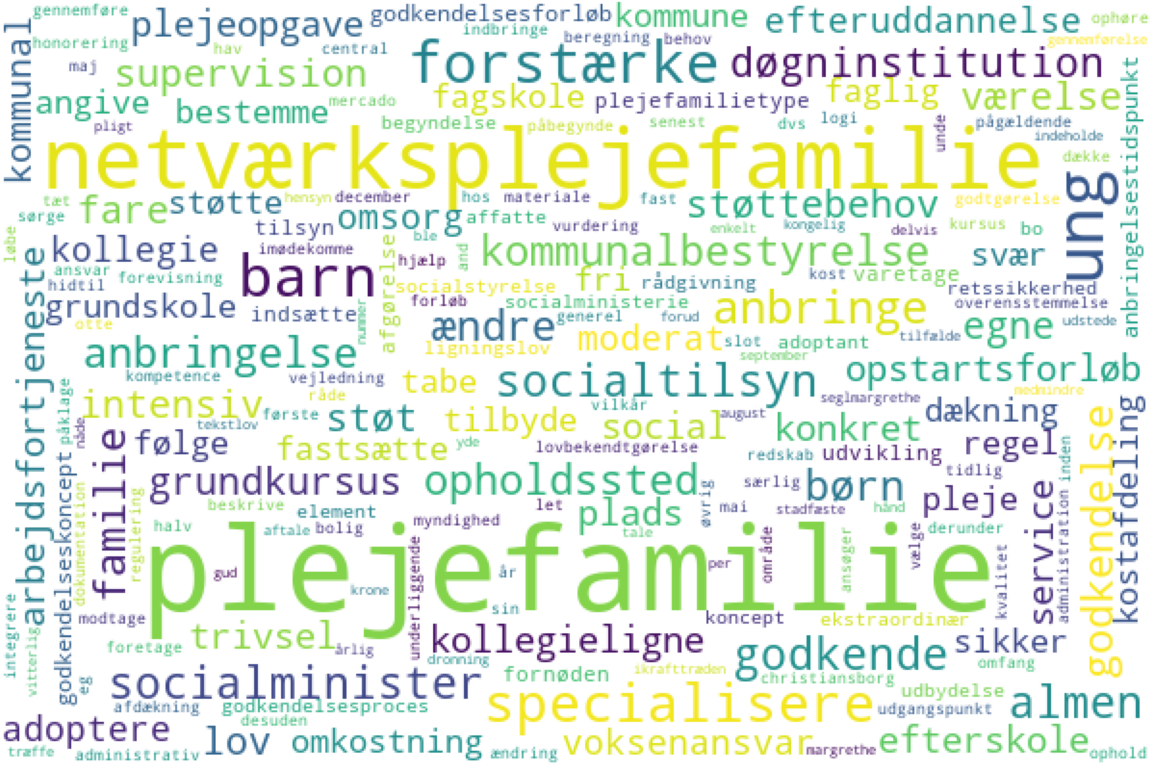 gennemføre
plejeopgave
godkendelsesforløb
kommune
efteruddannelse
ophøre
honorering
hav
central
indbringe
beregning
behov
gennemførelse
kommunal
maj
supervision
forstærke
døgninstitution
angive
bestemme
mercado
fagskole
plejefamilietype
faglig
værelse
pligt
begyndelse
påbegynde
senest
dvs
logi
unde
pågældende
indeholde
anbringelsestidspunkt
netværksplejefamilie
dække
tæt
sørge
fare
støtte
hensyn
december
hos
materiale
fast
støttebehov
godtgørelse
ung
omsorg
affatte
vurdering
enkelt
kongelig
delvis
kursus
bo
løbe
kollegie
tilsyn
imødekomme
ble
and
kommunalbestyrelse
svær
ansvar
forevisning
barn
hjælp
afgørelse
socialstyrelse
fri
rådgivning
kost
varetage
retssikkerhed
hidtil
grundskole
indsætte
nummer
forløb
socialministerie
anbringe
overensstemmelse
otte
ændre
generel
forud
egne
udstede
arbejdsfortjeneste
anbringelse
ligningslov
moderat
slot
adoptant
tilfælde
september
kompetence
vejledning
tabe
socialtilsyn
opstartsforløb
påklage
intensiv
råde
seglmargrethe
medmindre
nåde
tekstlov
første
støt
tilbyde
vilkår
social
august
konkret
dækning
godkendelse
kostafdeling
familie
følge
fastsætte
yde
lovbekendtgørelse
redskab
udvikling
regel
inden
godkendelseskoncept
dokumentation
regulering
grundkursus
opholdssted
øvrig
særlig
børn
tidlig
pleje
service
administration
beskrive
element
let
plads
mai
stadfæste
hånd
halv
aftale
bolig
myndighed
tale
derunder
plejefamilie
gud
krone
underliggende
år
per
område
ansøger
vælge
kvalitet
sin
modtage
koncept
ekstraordinær
integrere
vitterlig
foretage
trivsel
årlig
kollegieligne
sikker
dronning
fornøden
ikrafttræden
godkende
christiansborg
omfang
eg
socialminister
udbydelse
afdækning
godkendelsesproces
specialisere
udgangspunkt
almen
adoptere
desuden
træffe
administrativ
lov
omkostning
ændring
voksenansvar
margrethe
efterskole
ophold